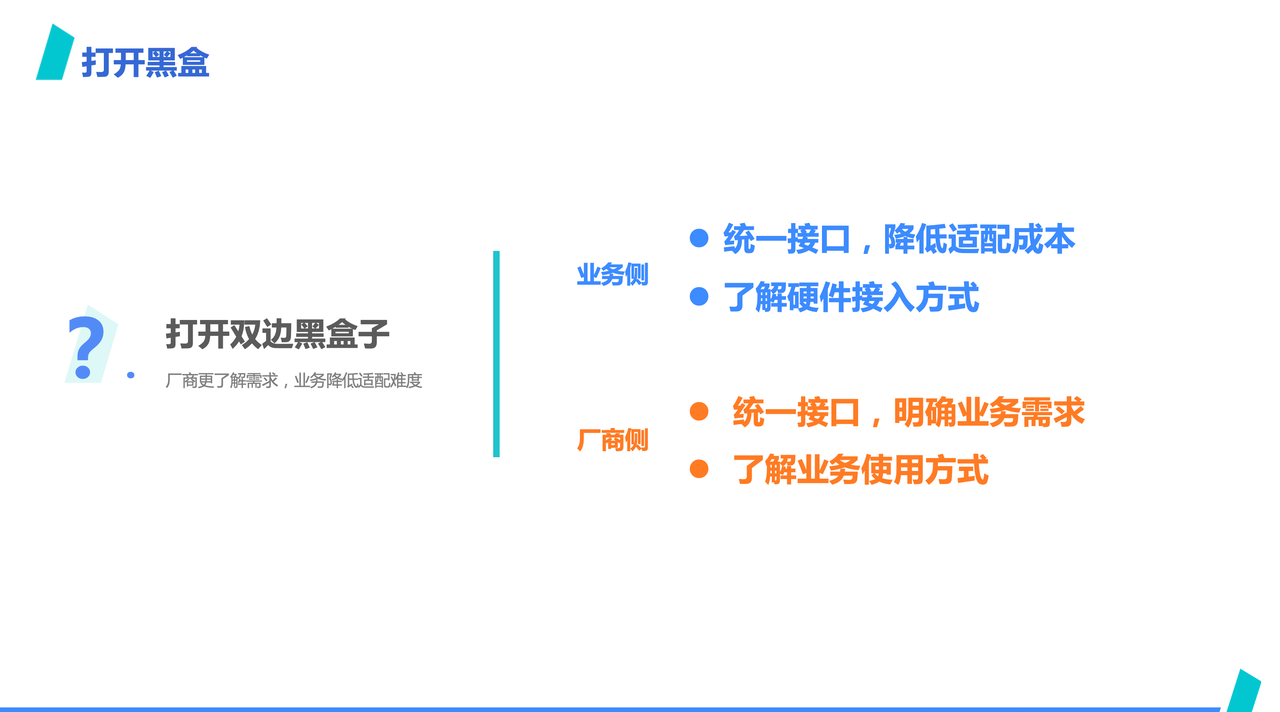 打开黑盒
?
打开双边黑盒子
厂商更了解需求，业务降低适配难度
业务侧
● 统一接口，降低适配成本
● 了解硬件接入方式
厂商侧
● 统一接口，明确业务需求
● 了解业务使用方式